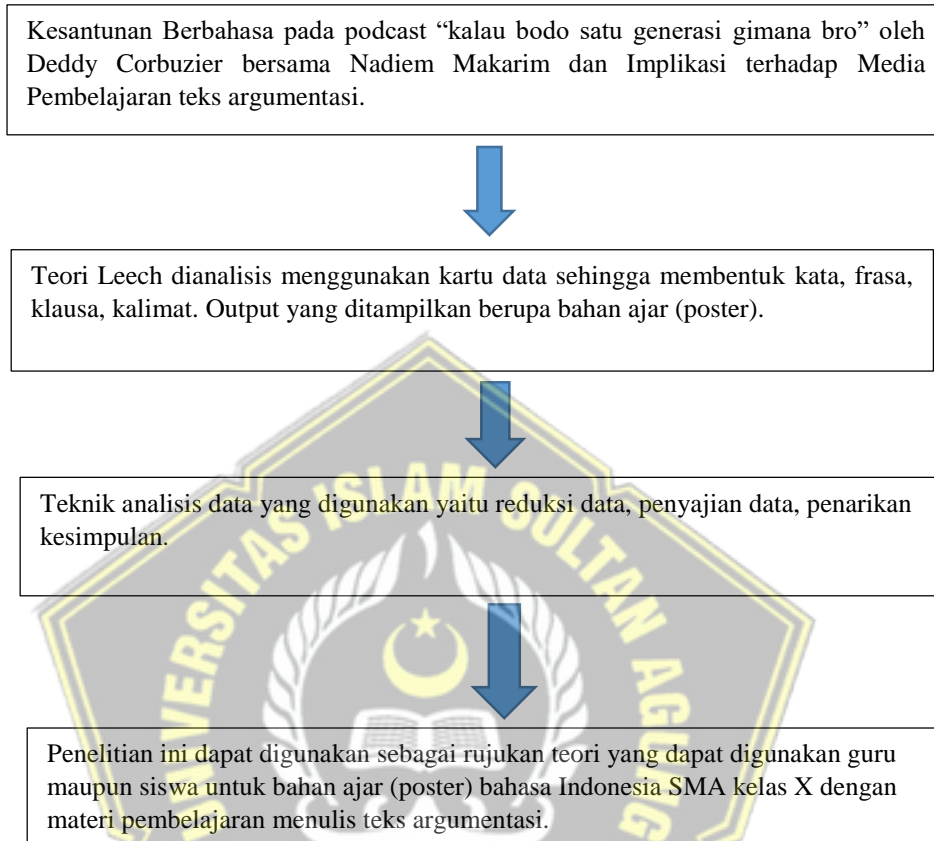 Kesantunan Berbahasa pada podcast “kalau bodo satu generasi gimana bro” oleh
Deddy Corbuzier bersama Nadiem Makarim dan Implikasi terhadap Media
Pembelajaran teks argumentasi.
Teori Leech dianalisis menggunakan kartu data sehingga membentuk kata, frasa,
klausa, kalimat. Output yang ditampilkan berupa bahan ajar (poster).
Teknik analisis data yang digunakan yaitu reduksi data, penyajian data, penarikan
kesimpulan.
UNIVERSITAS ISLAM SULTAN AGUNG
Penelitian ini dapat digunakan sebagai rujukan teori yang dapat digunakan guru
maupun siswa untuk bahan ajar (poster) bahasa Indonesia SMA kelas X dengan
materi pembelajaran menulis teks argumentasi.